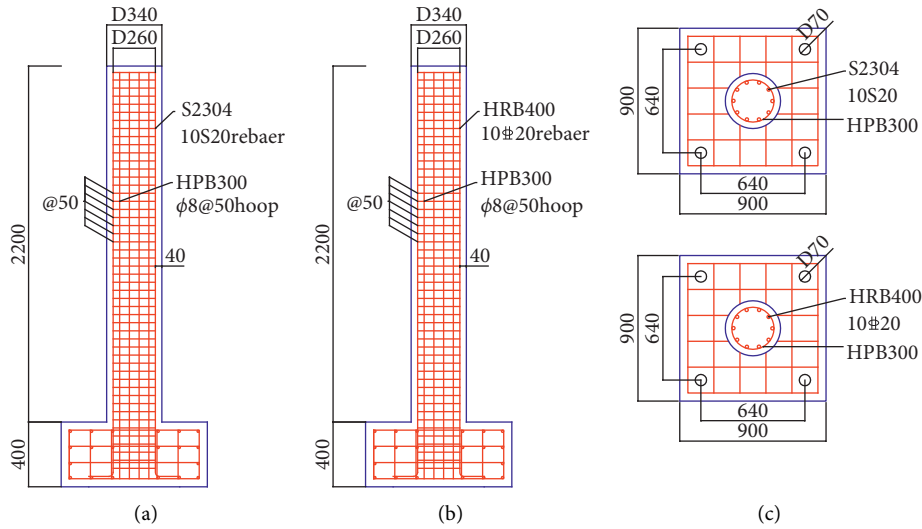 D340
D260
S2304
10S20rebaer
HPB300
ϕ8@50hoop
@50
40
2200
400
(a)
D340
D260
HRB400
10⏂20rebaer
HPB300
ϕ8@50hoop
@50
40
2200
400
(b)
D70
S2304
10S20
HPB300
900
640
640
900
D70
HRB400
10⏂20
HPB300
900
640
640
900
(c)